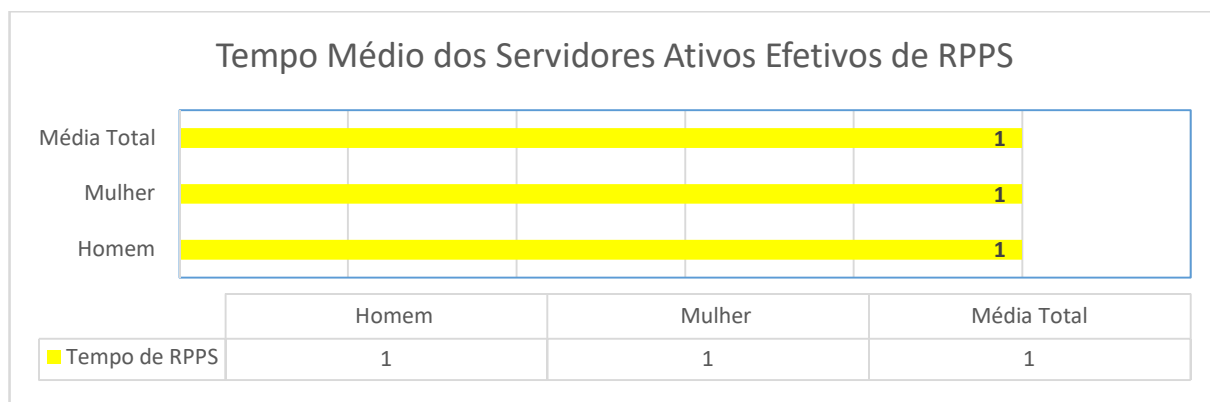 Tempo Médio dos Servidores Ativos Efetivos de RPPS
Média Total 1
Mulher 1
Homem 1
Homem Mulher Média Total
Tempo de RPPS 1 1 1